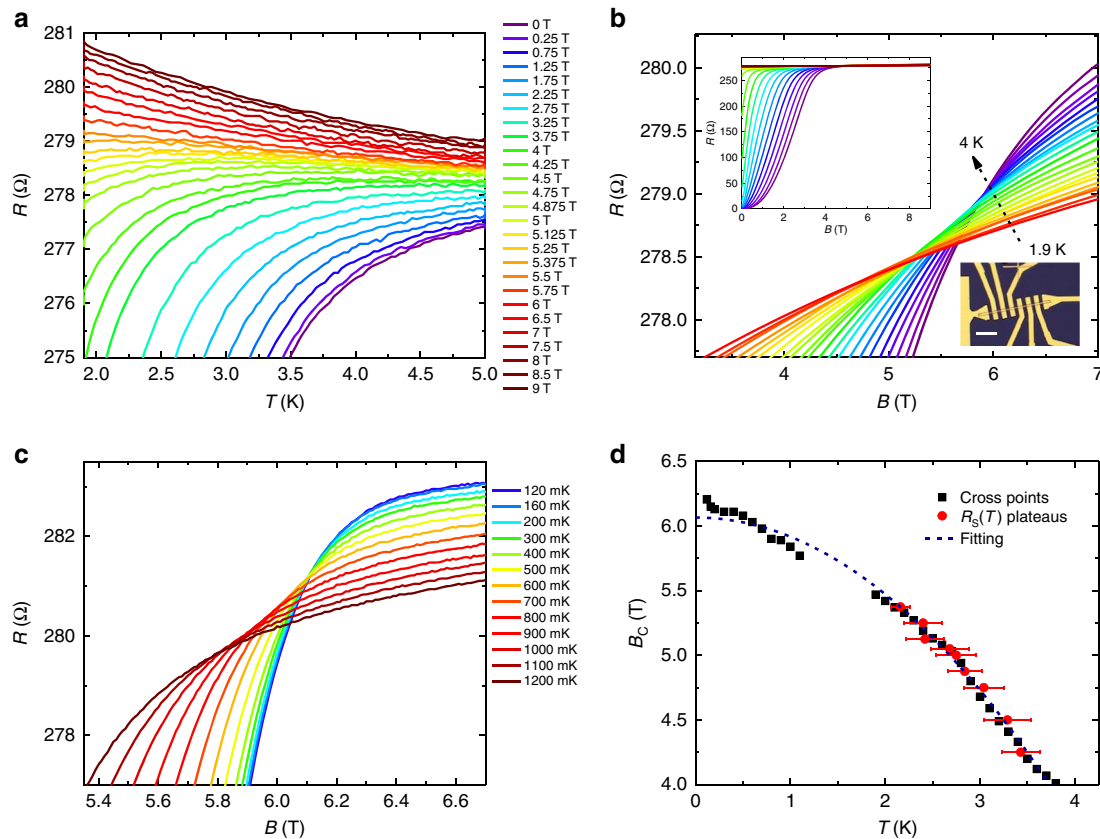 a
281
280
279
278
277
276
275
R (Ω)
2.0 2.5 3.0 3.5 4.0 4.5 5.0
T (K)
0 T
0.25 T
0.75 T
1.25 T
1.75 T
2.25 T
2.75 T
3.25 T
3.75 T
4 T
4.25 T
4.5 T
4.75 T
4.875 T
5 T
5.125 T
5.25 T
5.375 T
5.5 T
5.75 T
6 T
6.5 T
7 T
7.5 T
8 T
8.5 T
9 T
b
280.0
279.5
279.0
278.5
278.0
R (Ω)
4 5 6 7
B (T)
250
200
150
100
50
0
R (Ω)
0 2 4 6 8
B (T)
4 K
1.9 K
c
282
280
278
R (Ω)
5.4 5.6 5.8 6.0 6.2 6.4 6.6
B (T)
120 mK
160 mK
200 mK
300 mK
400 mK
500 mK
600 mK
700 mK
800 mK
900 mK
1000 mK
1100 mK
1200 mK
d
6.5
6.0
5.5
5.0
4.5
4.0
B_C (T)
0 1 2 3 4
T (K)
Cross points
R_S(T) plateaus
Fitting